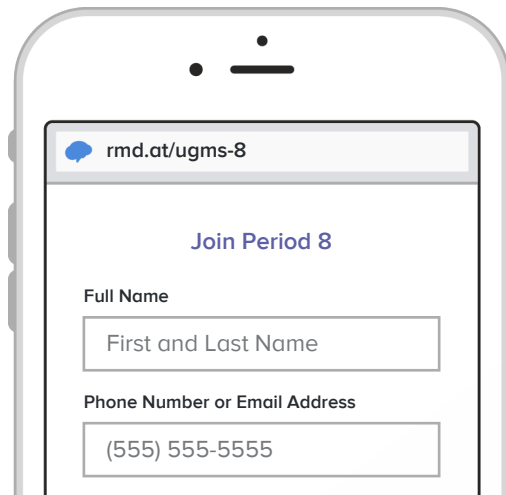 rmd.at/ugms-8
Join Period 8
Full Name
First and Last Name
Phone Number or Email Address
(555) 555-5555